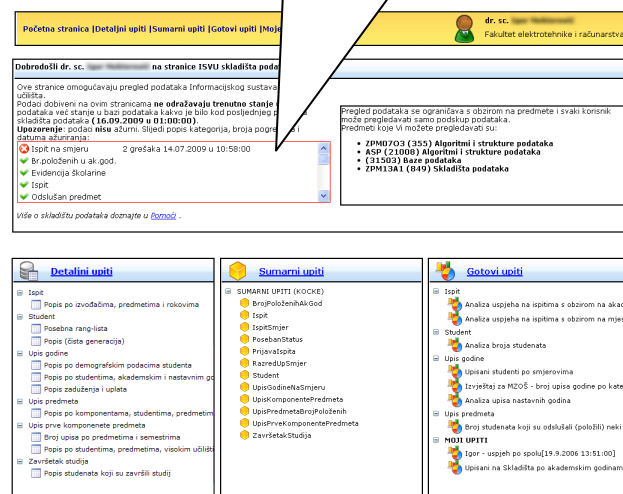 Početna stranica |Detaljni upiti |Sumarni upiti |Gotovi upiti |Moje
dr. sc.
Fakultet elektrotehnike i računarstva
Dobrodošli dr. sc. na stranice ISVU skladišta poda
Ove stranice omogućavaju pregled podataka Informacijskog sustava
učilišta.
Podaci dobiveni na ovim stranicama ne odražavaju trenutno stanje
podataka već stanje u bazi podataka kakvo je bilo kod posljednjeg p
skladišta podataka (16.09.2009 u 01:00:00).
Upozorenje: podaci nisu ažurni. Slijedi popis kategorija, broja pogre i
datuma ažuriranja:
Ispit na smjeru 2 grešaka 14.07.2009 u 10:58:00
Br.položenih u ak.god.
Evidencija školarine
Ispit
Odslušan predmet
Više o skladištu podataka doznajte u Pomoći .
Pregled podataka se ograničava s obzirom na predmete i svaki korisnik
može pregledavati samo podskup podataka.
Predmeti koje Vi možete pregledavati su:
• ZPM07O3 (355) Algoritmi i strukture podataka
• ASP (21008) Algoritmi i strukture podataka
• (31503) Baze podataka
• ZPM13A1 (849) Skladišta podataka
Detaljni upiti
Ispit
Popis po izvođačima, predmetima i rokovima
Student
Posebna rang-lista
Popis (čista generacija)
Upis godine
Popis po demografskim podacima studenta
Popis po studentima, akademskim i nastavnim go
Popis zaduženja i uplata
Upis predmeta
Popis po komponentama, studentima, predmetim
Upis prve komponenete predmeta
Broj upisa po predmetima i semestrima
Popis po studentima, predmetima, visokim učilišti
Završetak studija
Popis studenata koji su završili studij
Sumarni upiti
SUMARNI UPITI (KOCKE)
BrojPoloženihAkGod
Ispit
IspitSmjer
PosebanStatus
PrijavaIspita
RazredUpSmjer
Student
UpisGodineNaSmjeru
UpisKomponentePredmeta
UpisPredmetaBrojPoloženih
UpisPrveKomponentePredmeta
ZavršetakStudija
Gotovi upiti
Ispit
Analiza uspjeha na ispitima s obzirom na akad
Analiza uspjeha na ispitima s obzirom na mjes
Student
Analiza broja studenata
Upis godine
Upisani studenti po smjerovima
Izvještaj za MZOŠ - broj upisa godine po kate
Analiza upisa nastavnih godina
Upis predmeta
Broj studenata koji su odslušali (položili) neki
MOJI UPITI
Igor - uspjeh po spolu[19.9.2006 13:51:00]
Upisani na Skladišta po akademskim godinam